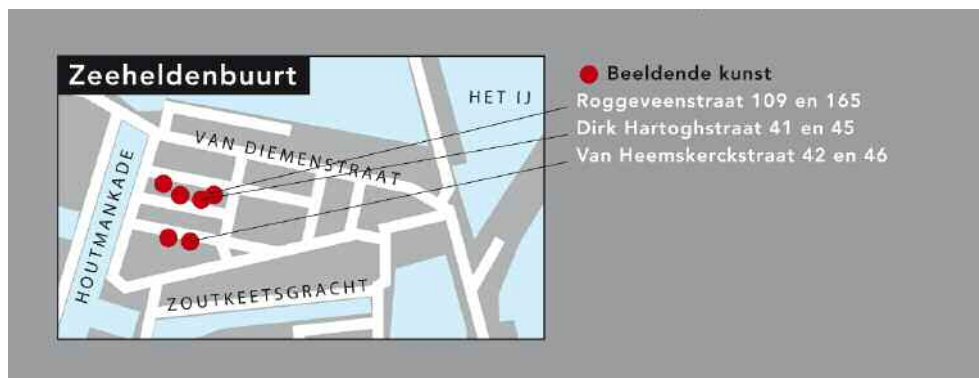 Zeeheldenbuurt
HET IJ
VAN DIEMENSTRAAT
HOUTMANKADE
ZOUTKEETSGRACHT
Beeldende kunst
Roggeveenstraat 109 en 165
Dirk Hartoghstraat 41 en 45
Van Heemskerckstraat 42 en 46